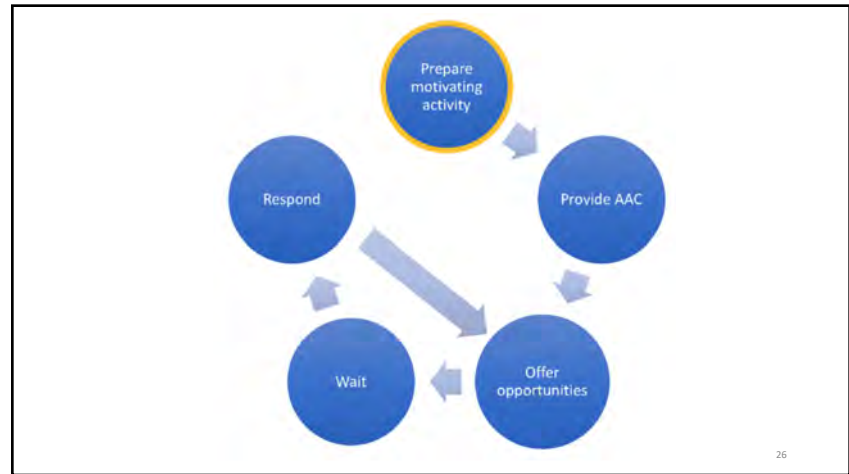 Prepare
motivating
activity
Provide AAC
Offer
opportunities
Wait
Respond
26